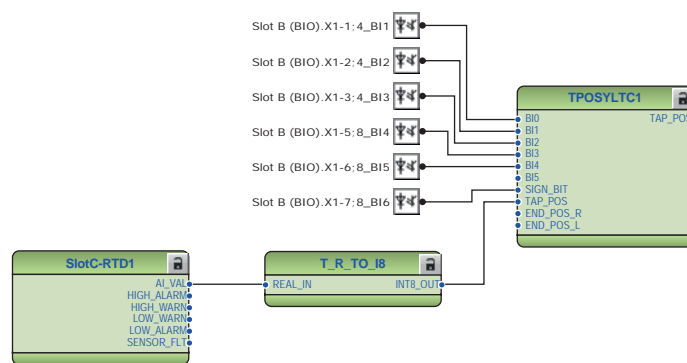 Slot B (BIO).X1-1;4_BI1
Slot B (BIO).X1-2;4_BI2
Slot B (BIO).X1-3;4_BI3
Slot B (BIO).X1-5;8_BI4
Slot B (BIO).X1-6;8_BI5
Slot B (BIO).X1-7;8_BI6
TPOSYLTC1
BI0
TAP_POS
BI1
BI2
BI3
BI4
BI5
SIGN_BIT
TAP_POS
END_POS_R
END_POS_L
SlotC-RTD1
AI_VAL
HIGH_ALARM
HIGH_WARN
LOW_WARN
LOW_ALARM
SENSOR_FLT
T_R_TO_I8
REAL_IN
INT8_OUT